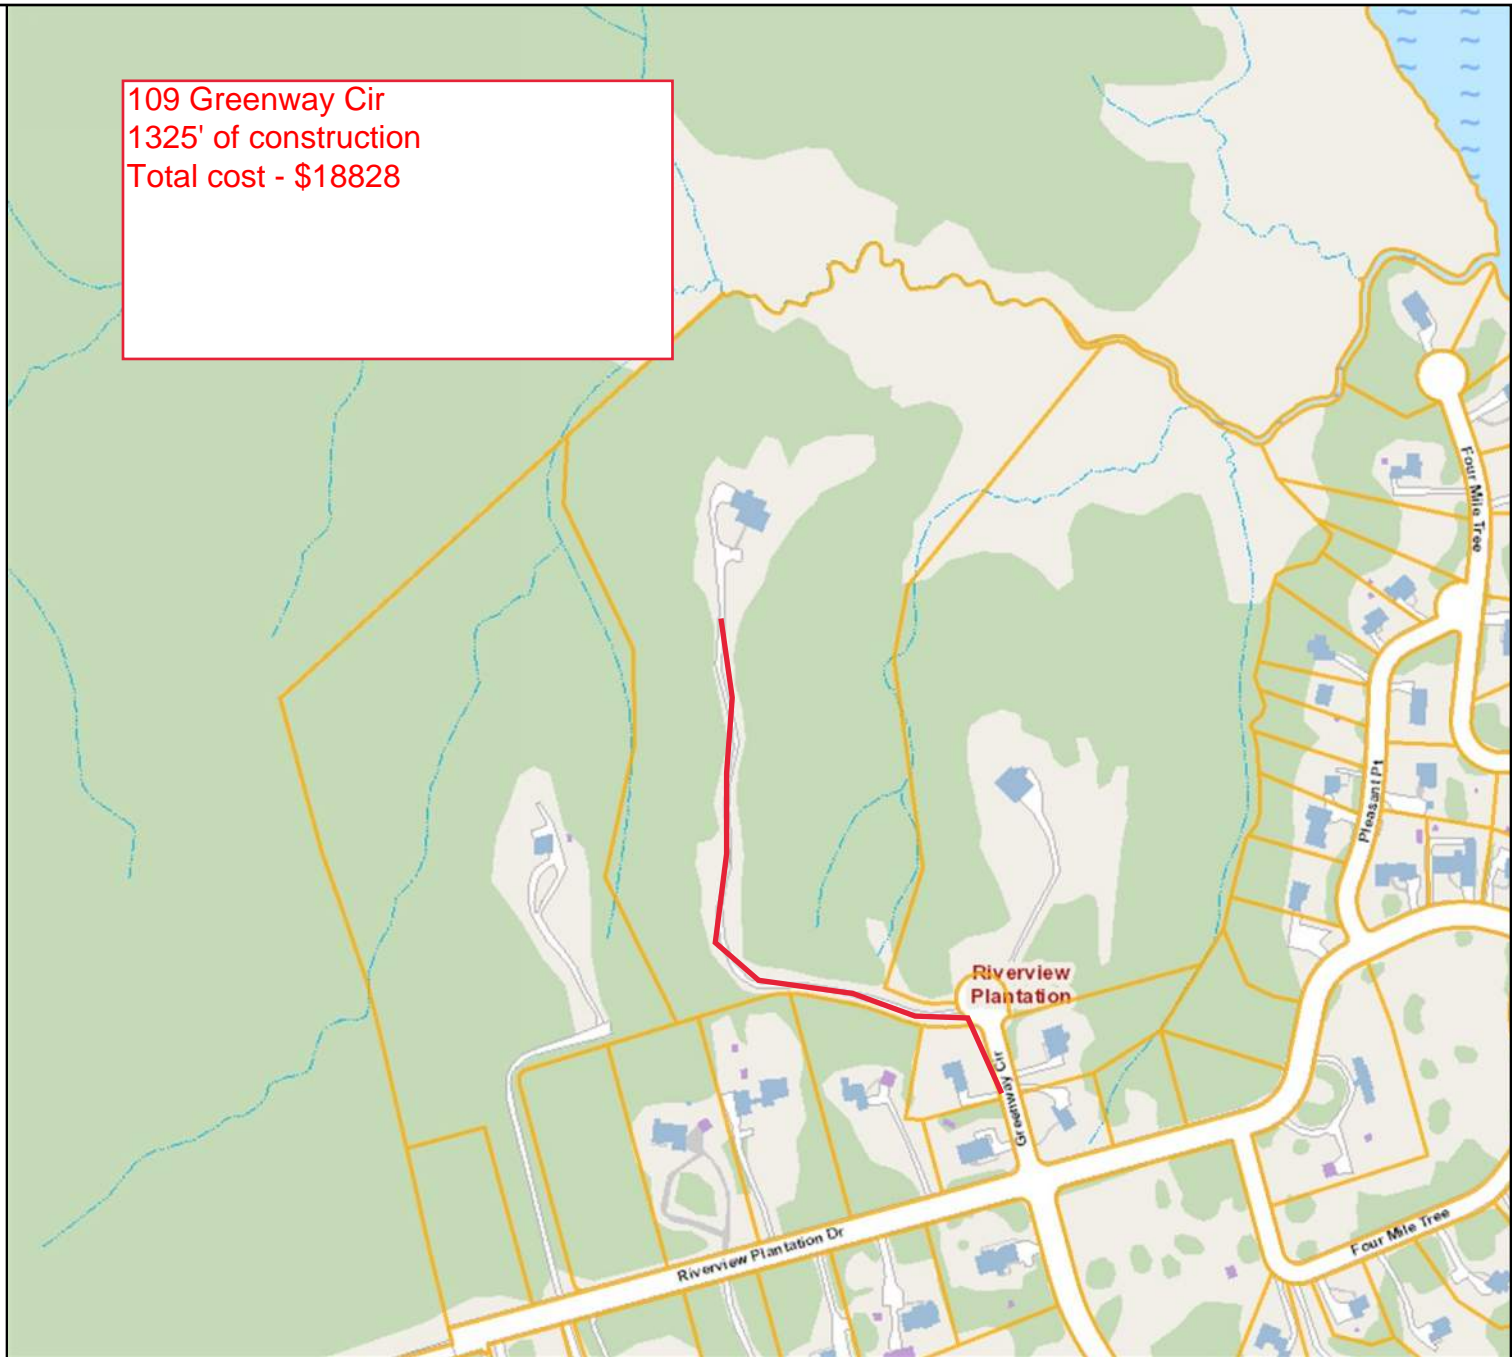 109 Greenway Cir
1325' of construction
Total cost - $18828
Four Mile Tree
Pleasant Pt
Riverview
Plantation
Greenway Cir
Riverview Plantation Dr
Four Mile Tree